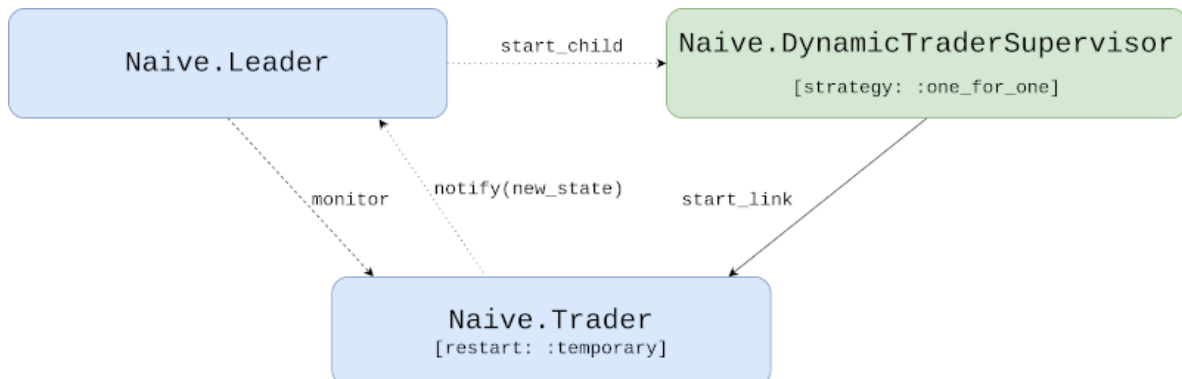 Naive.Leader
start_child
Naive.DynamicTraderSupervisor
[strategy: :one_for_one]
monitor
notify(new_state)
start_link
Naive.Trader
[restart: :temporary]